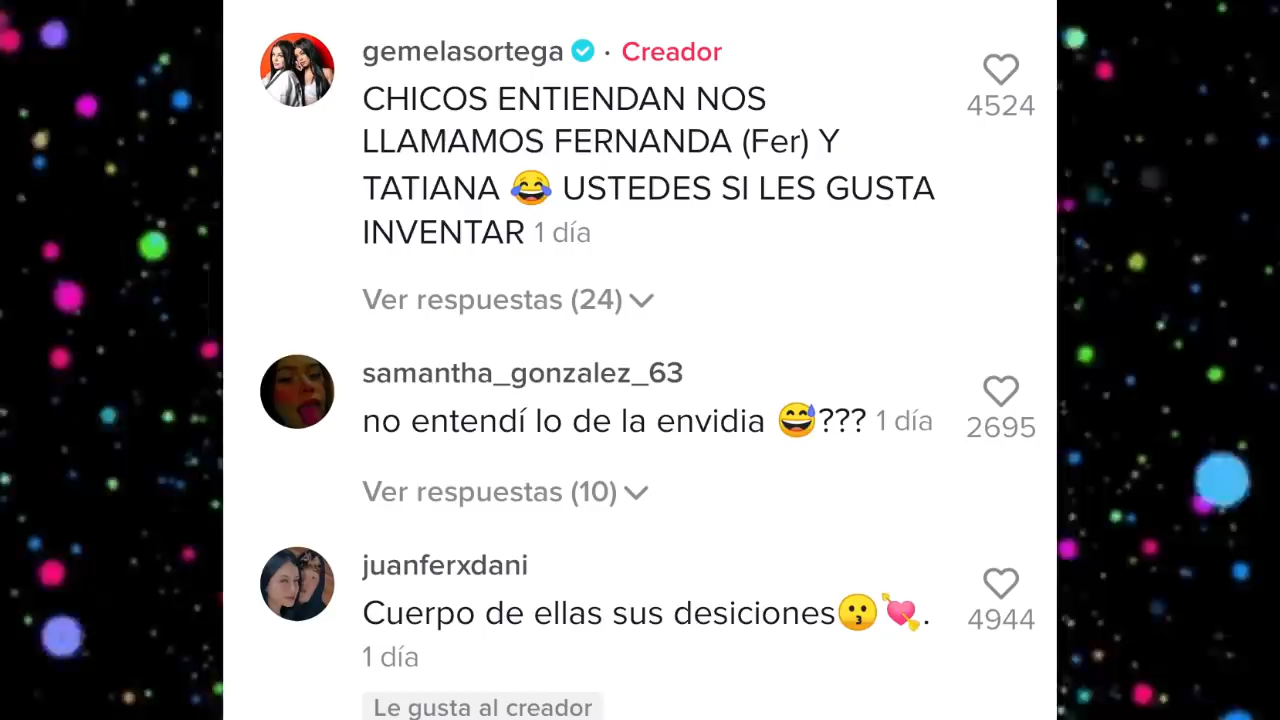 gemelasortega · Creador
CHICOS ENTIENDAN NOS
LLAMAMOS FERNANDA (Fer) Y
TATIANA 😂 USTEDES SI LES GUSTA
INVENTAR 1 día
4524
Ver respuestas (24)
samantha_gonzalez_63
no entendí lo de la envidia 😅??? 1 día
2695
Ver respuestas (10)
juanferxdani
Cuerpo de ellas sus desiciones😗💘.
4944
1 día
Le gusta al creador